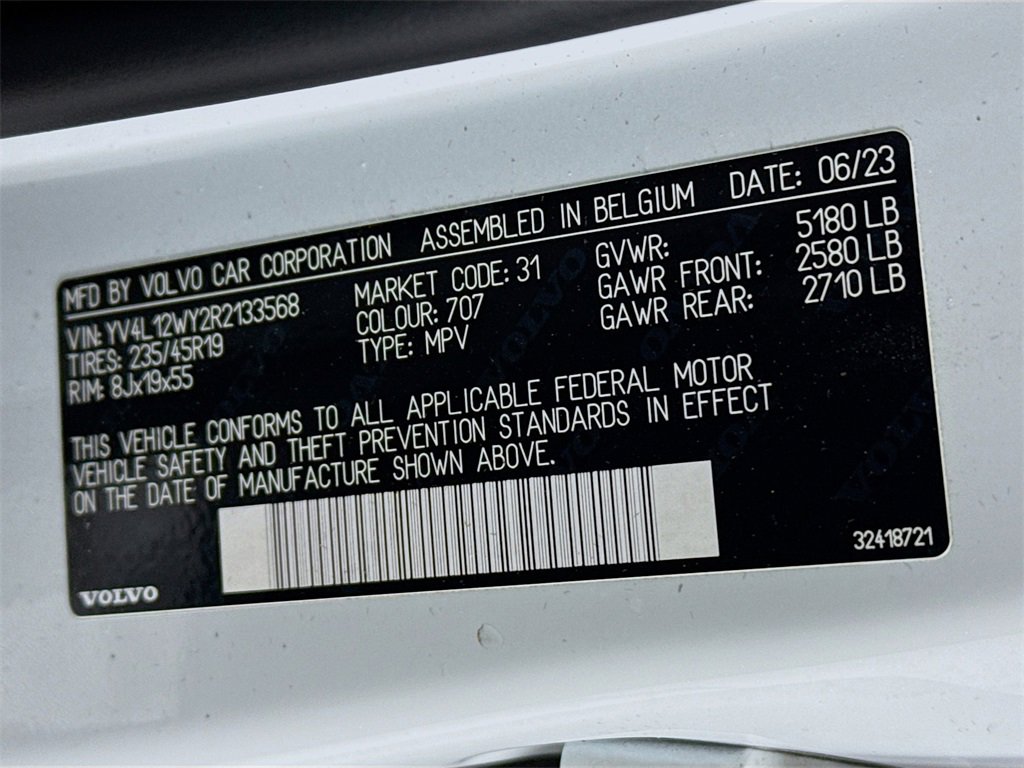 MFD BY VOLVO CAR CORPORATION ASSEMBLED IN BELGIUM DATE: 06/23
VIN: YV4L12WY2R2133568 MARKET CODE: 31 GVWR: 5180 LB
TIRES: 235/45R19 COLOUR: 707 GAWR FRONT: 2580 LB
RIM: 8Jx19x55 TYPE: MPV GAWR REAR: 2710 LB
THIS VEHICLE CONFORMS TO ALL APPLICABLE FEDERAL MOTOR
VEHICLE SAFETY AND THEFT PREVENTION STANDARDS IN EFFECT
ON THE DATE OF MANUFACTURE SHOWN ABOVE.
VOLVO 32418721